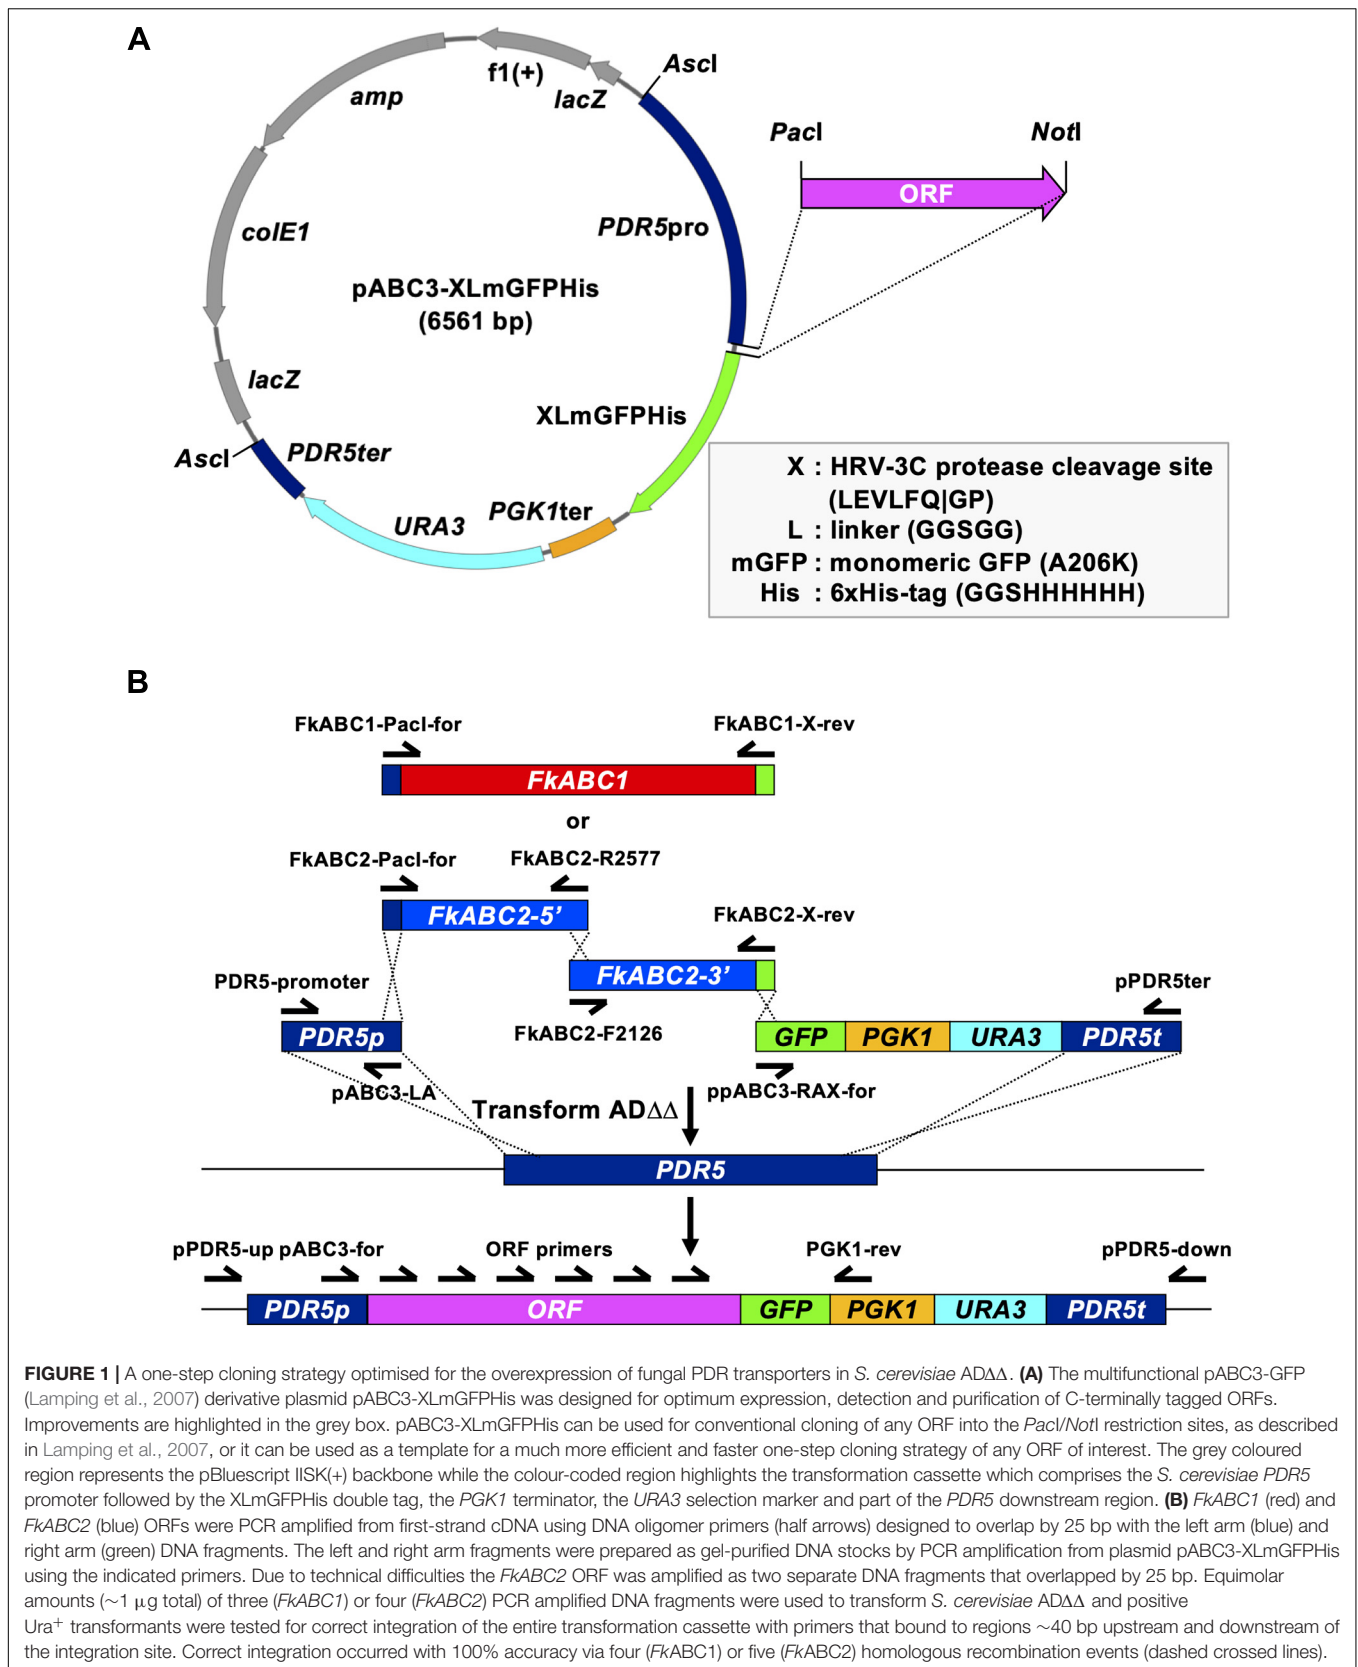 A
AscI
f1(+)
lacZ
amp
PacI
NotI
ORF
colE1
PDR5pro
pABC3-XLmGFPHis
(6561 bp)
lacZ
XLmGFPHis
AscI
PDR5ter
PGK1ter
URA3
X : HRV-3C protease cleavage site
(LEVLFQ|GP)
L : linker (GGSGG)
mGFP : monomeric GFP (A206K)
His : 6xHis-tag (GGSHHHHHH)
B
FkABC1-PacI-for
FkABC1-X-rev
FkABC1
or
FkABC2-PacI-for
FkABC2-R2577
FkABC2-5’
FkABC2-X-rev
FkABC2-3’
PDR5-promoter
pPDR5ter
FkABC2-F2126
PDR5p
GFP PGK1 URA3 PDR5t
pABC3-LA
ppABC3-RAX-for
Transform AD∆∆
PDR5
pPDR5-up pABC3-for
ORF primers
PGK1-rev
pPDR5-down
PDR5p ORF GFP PGK1 URA3 PDR5t
FIGURE 1 | A one-step cloning strategy optimised for the overexpression of fungal PDR transporters in S. cerevisiae AD∆∆. (A) The multifunctional pABC3-GFP
(Lamping et al., 2007) derivative plasmid pABC3-XLmGFPHis was designed for optimum expression, detection and purification of C-terminally tagged ORFs.
Improvements are highlighted in the grey box. pABC3-XLmGFPHis can be used for conventional cloning of any ORF into the PacI/NotI restriction sites, as described
in Lamping et al., 2007, or it can be used as a template for a much more efficient and faster one-step cloning strategy of any ORF of interest. The grey coloured
region represents the pBluescript IISK(+) backbone while the colour-coded region highlights the transformation cassette which comprises the S. cerevisiae PDR5
promoter followed by the XLmGFPHis double tag, the PGK1 terminator, the URA3 selection marker and part of the PDR5 downstream region. (B) FkABC1 (red) and
FkABC2 (blue) ORFs were PCR amplified from first-strand cDNA using DNA oligomer primers (half arrows) designed to overlap by 25 bp with the left arm (blue) and
right arm (green) DNA fragments. The left and right arm fragments were prepared as gel-purified DNA stocks by PCR amplification from plasmid pABC3-XLmGFPHis
using the indicated primers. Due to technical difficulties the FkABC2 ORF was amplified as two separate DNA fragments that overlapped by 25 bp. Equimolar
amounts (∼1 µg total) of three (FkABC1) or four (FkABC2) PCR amplified DNA fragments were used to transform S. cerevisiae AD∆∆ and positive
Ura⁺ transformants were tested for correct integration of the entire transformation cassette with primers that bound to regions ∼40 bp upstream and downstream of
the integration site. Correct integration occurred with 100% accuracy via four (FkABC1) or five (FkABC2) homologous recombination events (dashed crossed lines).